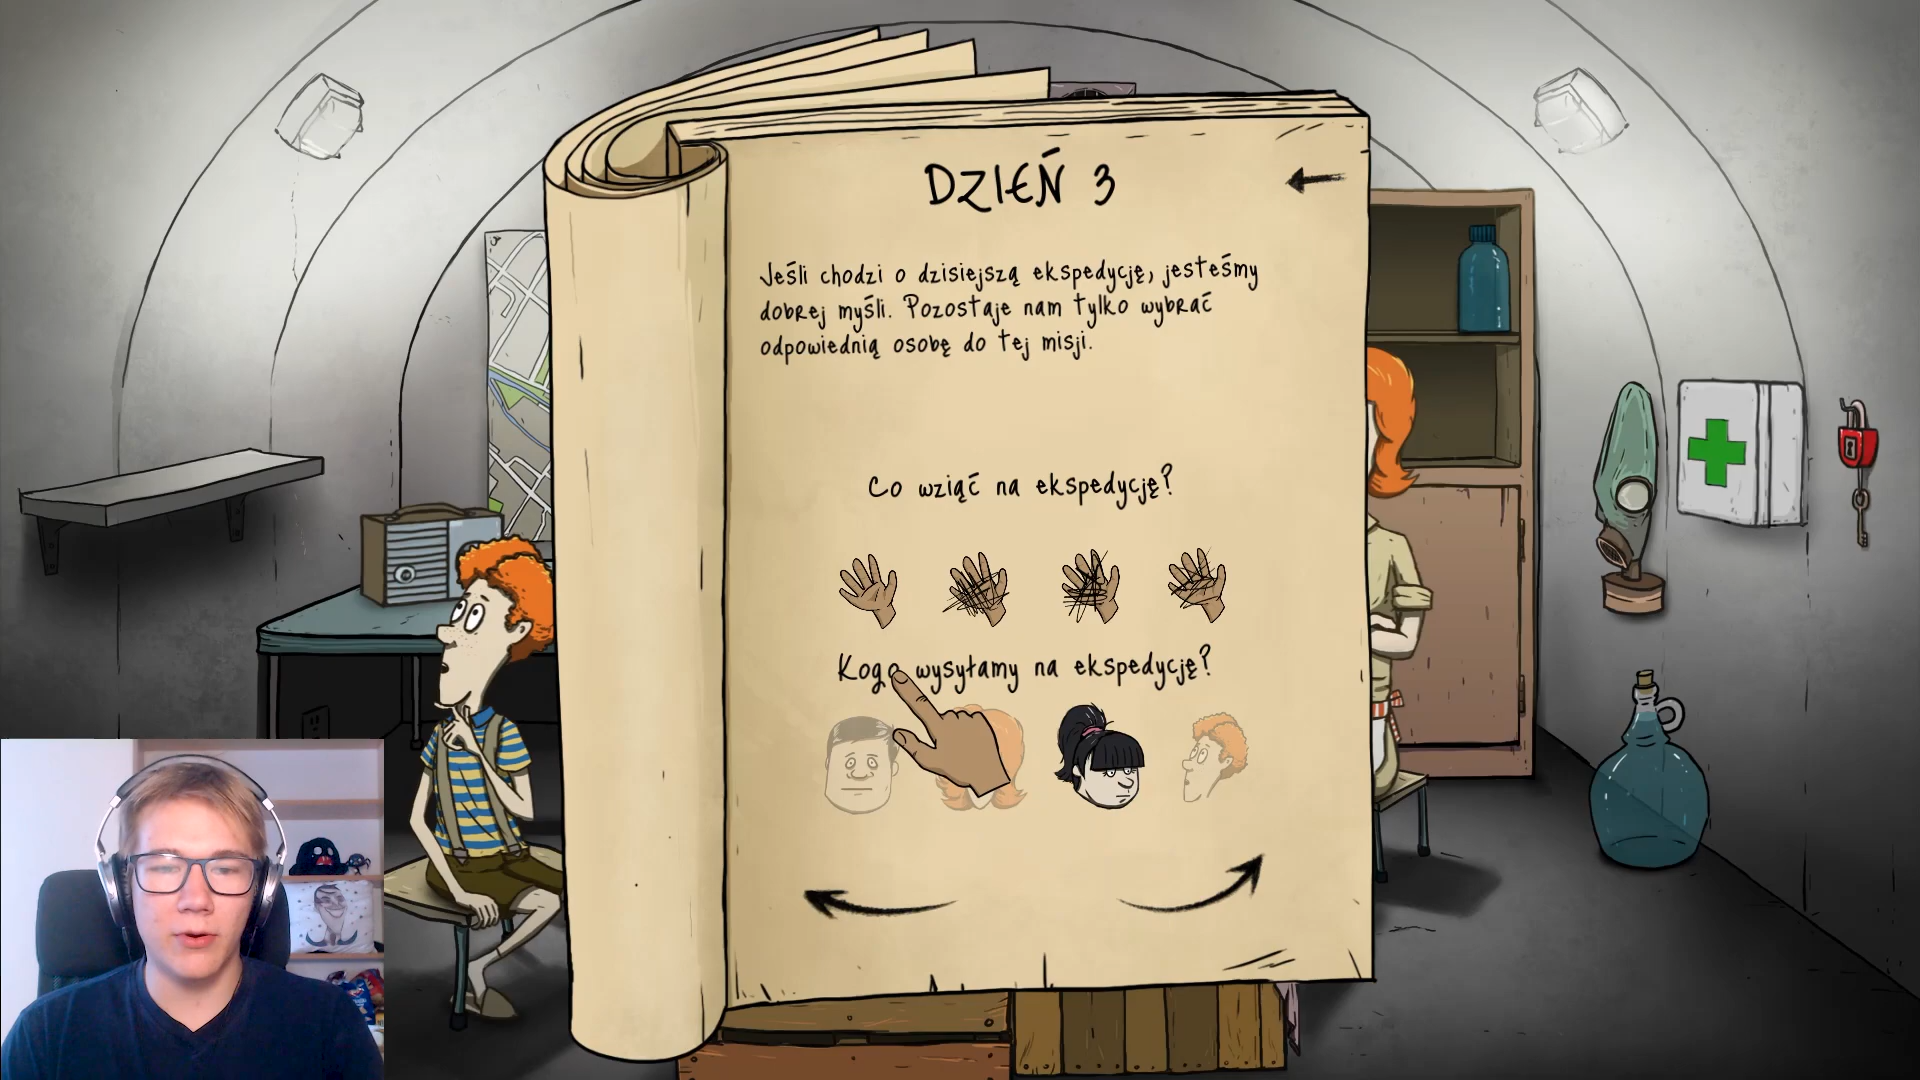 DZIEŃ 3
Jeśli chodzi o dzisiejszą ekspedycję, jesteśmy
dobrej myśli. Pozostaje nam tylko wybrać
odpowiednią osobę do tej misji.
Co wziąć na ekspedycję?
Kogo wysyłamy na ekspedycję?